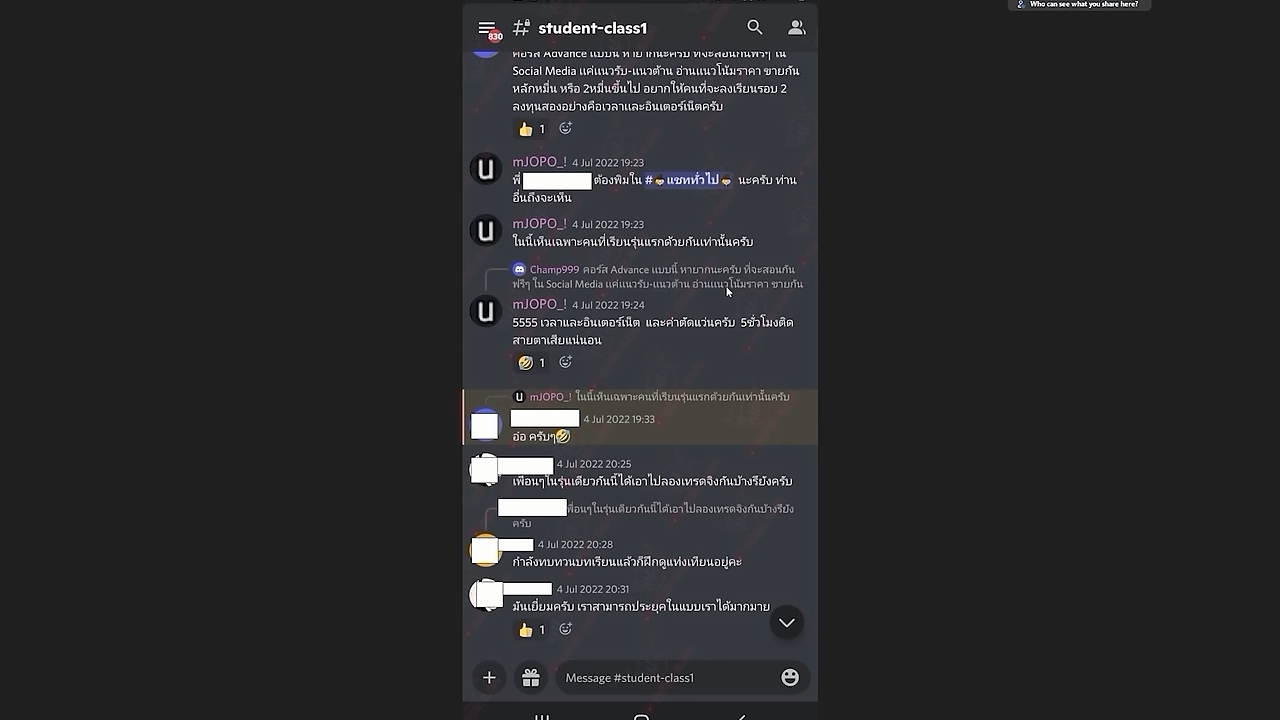 Who can see what you share here?
830
student-class1
คอร์ส Advance แบบนี้ หายากนะครับ ที่จะสอนกันฟรีๆ ใน
Social Media แค่แนวรับ-แนวต้าน อ่านแนวโน้มราคา ขายกัน
หลักหมื่น หรือ 2หมื่นขึ้นไป อยากให้คนที่จะลงเรียนรอบ 2
ลงทุนสองอย่างคือเวลาและอินเตอร์เน็ตครับ
1
mJOPO_! 4 Jul 2022 19:23
พี่ ต้องพิมใน #แชททั่วไป นะครับ ท่าน
อื่นถึงจะเห็น
mJOPO_! 4 Jul 2022 19:23
ในนี้เห็นเฉพาะคนที่เรียนรุ่นแรกด้วยกันเท่านั้นครับ
Champ999 คอร์ส Advance แบบนี้ หายากนะครับ ที่จะสอนกัน
ฟรีๆ ใน Social Media แค่แนวรับ-แนวต้าน อ่านแนวโน้มราคา ขายกัน
mJOPO_! 4 Jul 2022 19:24
5555 เวลาและอินเตอร์เน็ต และค่าตัดแว่นครับ 5ชั่วโมงติด
สายตาเสียแน่นอน
1
mJOPO_! ในนี้เห็นเฉพาะคนที่เรียนรุ่นแรกด้วยกันเท่านั้นครับ
4 Jul 2022 19:33
อ๋อ ครับๆ🤣
4 Jul 2022 20:25
เพื่อนๆในรุ่นเดียวกันนี้ได้เอาไปลองเทรดจิงกันบ้างรึยังครับ
พื่อนๆในรุ่นเดียวกันนี้ได้เอาไปลองเทรดจิงกันบ้างรึยัง
ครับ
4 Jul 2022 20:28
กำลังทบทวนบทเรียนแล้วก็ฝึกดูแท่งเทียนอยู่คะ
4 Jul 2022 20:31
มันเยี่ยมครับ เราสามารถประยุคในแบบเราได้มากมาย
1
Message #student-class1